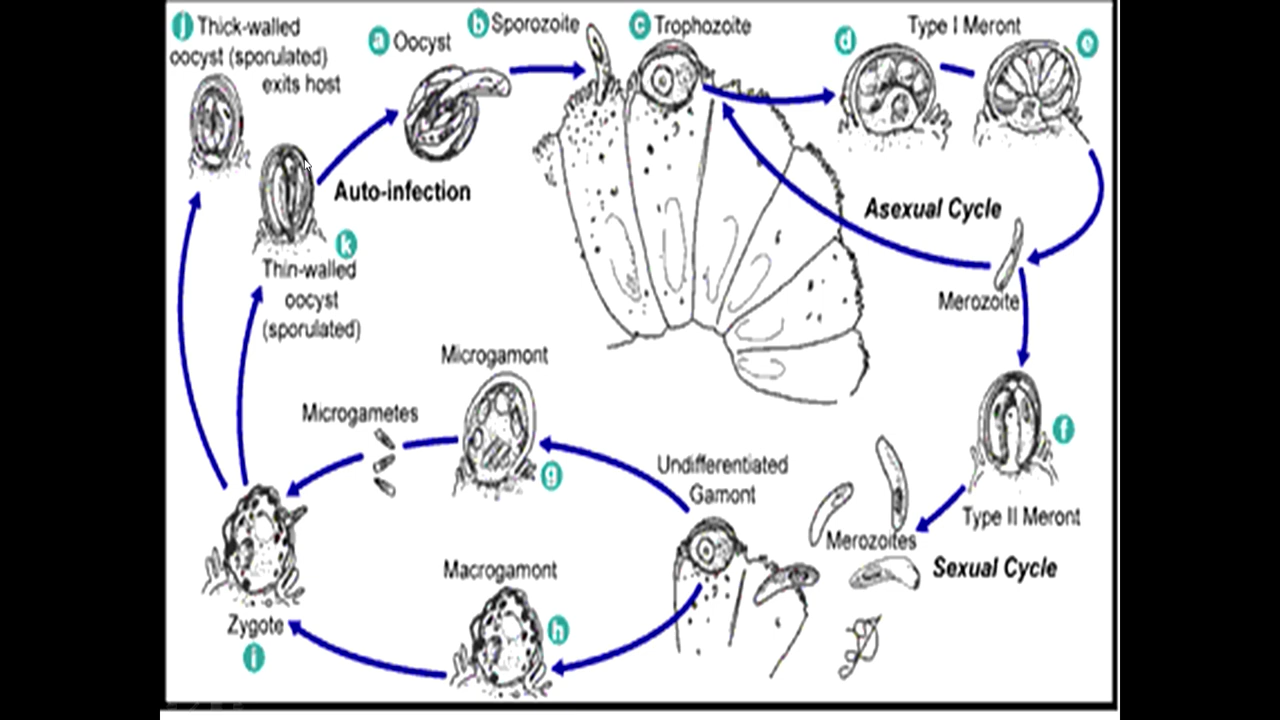 j Thick-walled
oocyst (sporulated)
exits host
a Oocyst
b Sporozoite
c Trophozoite
d
Type I Meront
e
Auto-infection
k
Thin-walled
oocyst
(sporulated)
Asexual Cycle
Merozoite
f
Type II Meront
Merozoites
Sexual Cycle
Undifferentiated
Gamont
Microgamont
g
Microgametes
Macrogamont
h
Zygote
i